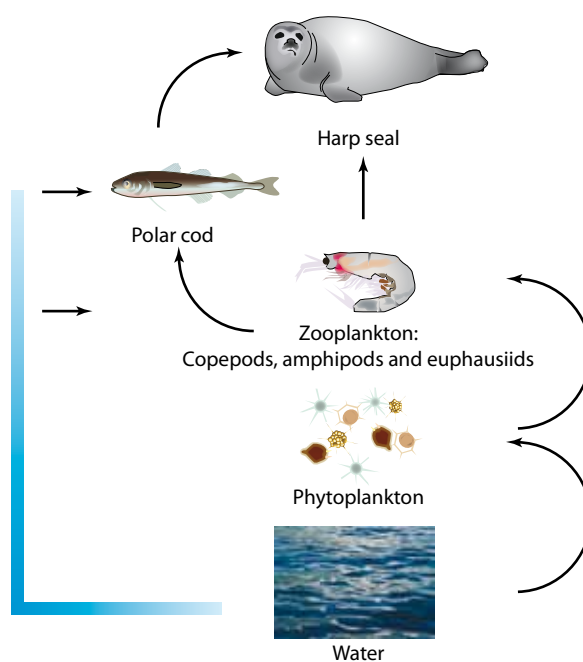 Harp seal
Polar cod
Zooplankton:
Copepods, amphipods and euphausiids
Phytoplankton
Water